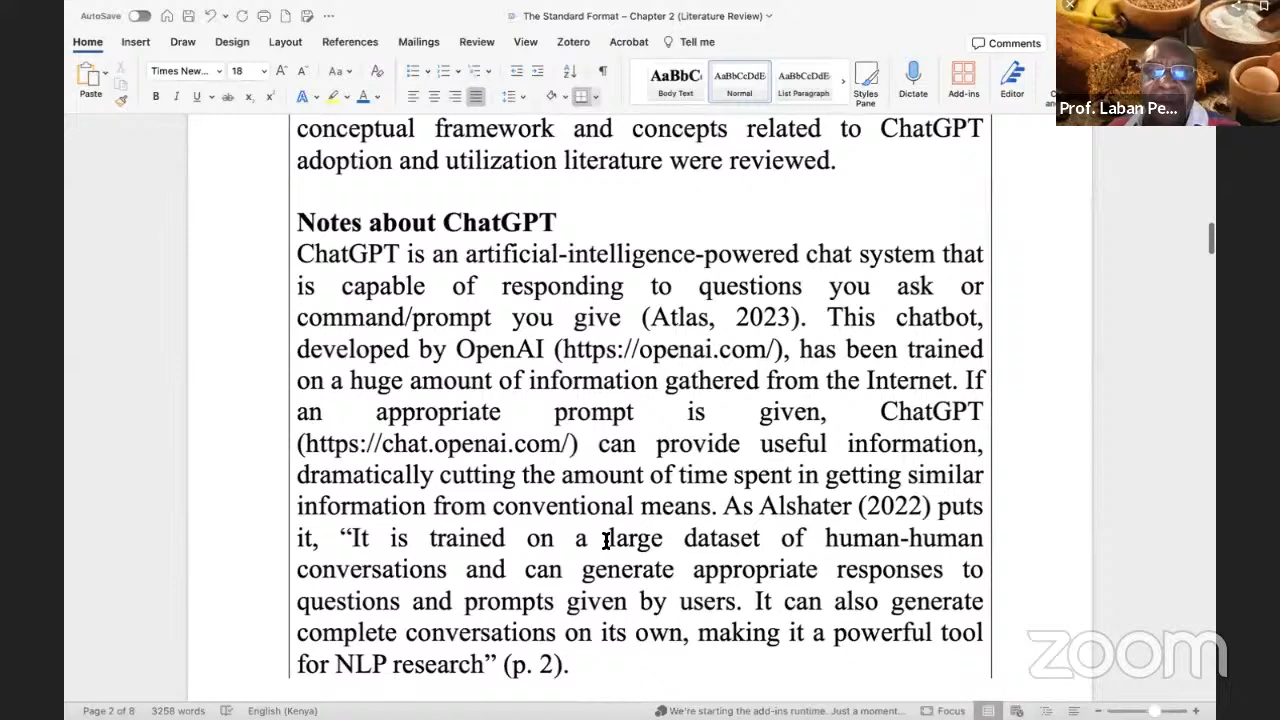 AutoSave
The Standard Format – Chapter 2 (Literature Review)
Home Insert Draw Design Layout References Mailings Review View Zotero Acrobat Tell me
Comments
Paste
Times New... 18
AaBbC AaBbCcDdE AaBbCcDdE
Body Text Normal List Paragraph
Styles Pane
Dictate
Add-ins
Editor
Prof. Laban Pe...
conceptual framework and concepts related to ChatGPT
adoption and utilization literature were reviewed.
Notes about ChatGPT
ChatGPT is an artificial-intelligence-powered chat system that
is capable of responding to questions you ask or
command/prompt you give (Atlas, 2023). This chatbot,
developed by OpenAI (https://openai.com/), has been trained
on a huge amount of information gathered from the Internet. If
an appropriate prompt is given, ChatGPT
(https://chat.openai.com/) can provide useful information,
dramatically cutting the amount of time spent in getting similar
information from conventional means. As Alshater (2022) puts
it, “It is trained on a large dataset of human-human
conversations and can generate appropriate responses to
questions and prompts given by users. It can also generate
complete conversations on its own, making it a powerful tool
for NLP research” (p. 2).
zoom
Page 2 of 8 3258 words English (Kenya) We're starting the add-ins runtime. Just a moment... Focus